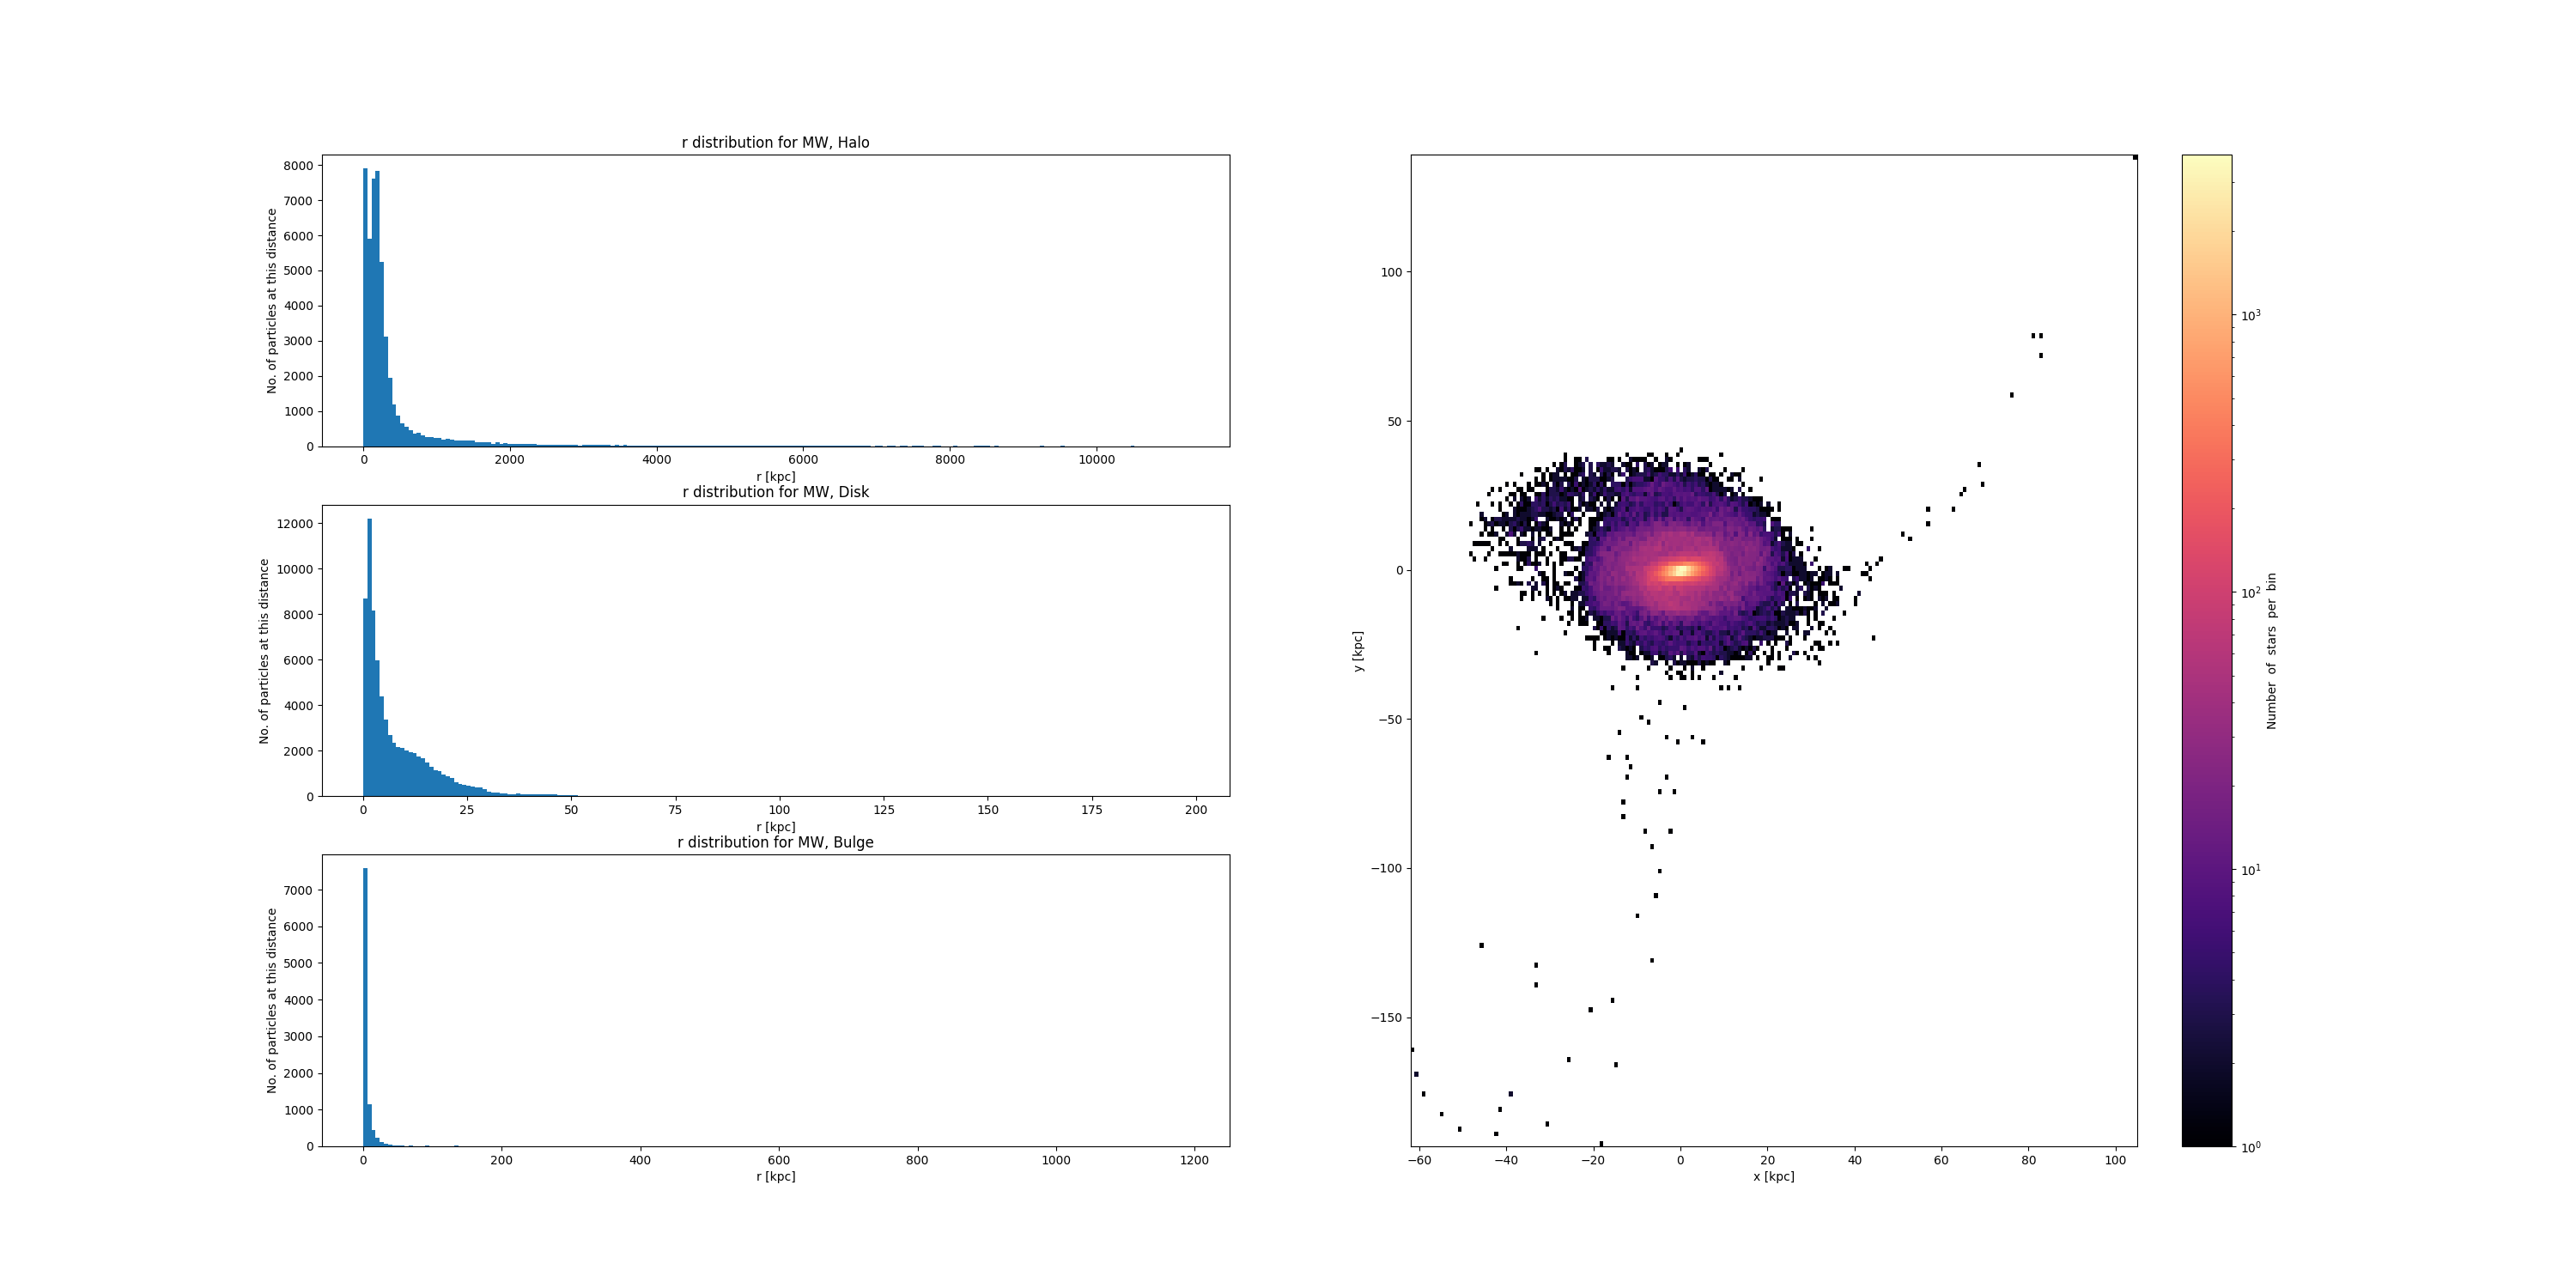 r distribution for MW, Halo
8000
7000
6000
5000
4000
3000
2000
1000
0
No. of particles at this distance
0 2000 4000 6000 8000 10000
r [kpc]
r distribution for MW, Disk
12000
10000
8000
6000
4000
2000
0
No. of particles at this distance
0 25 50 75 100 125 150 175 200
r [kpc]
r distribution for MW, Bulge
7000
6000
5000
4000
3000
2000
1000
0
No. of particles at this distance
0 200 400 600 800 1000 1200
r [kpc]
100
50
0
−50
−100
−150
y [kpc]
−60 −40 −20 0 20 40 60 80 100
x [kpc]
10³
10²
10¹
10⁰
Number of stars per bin